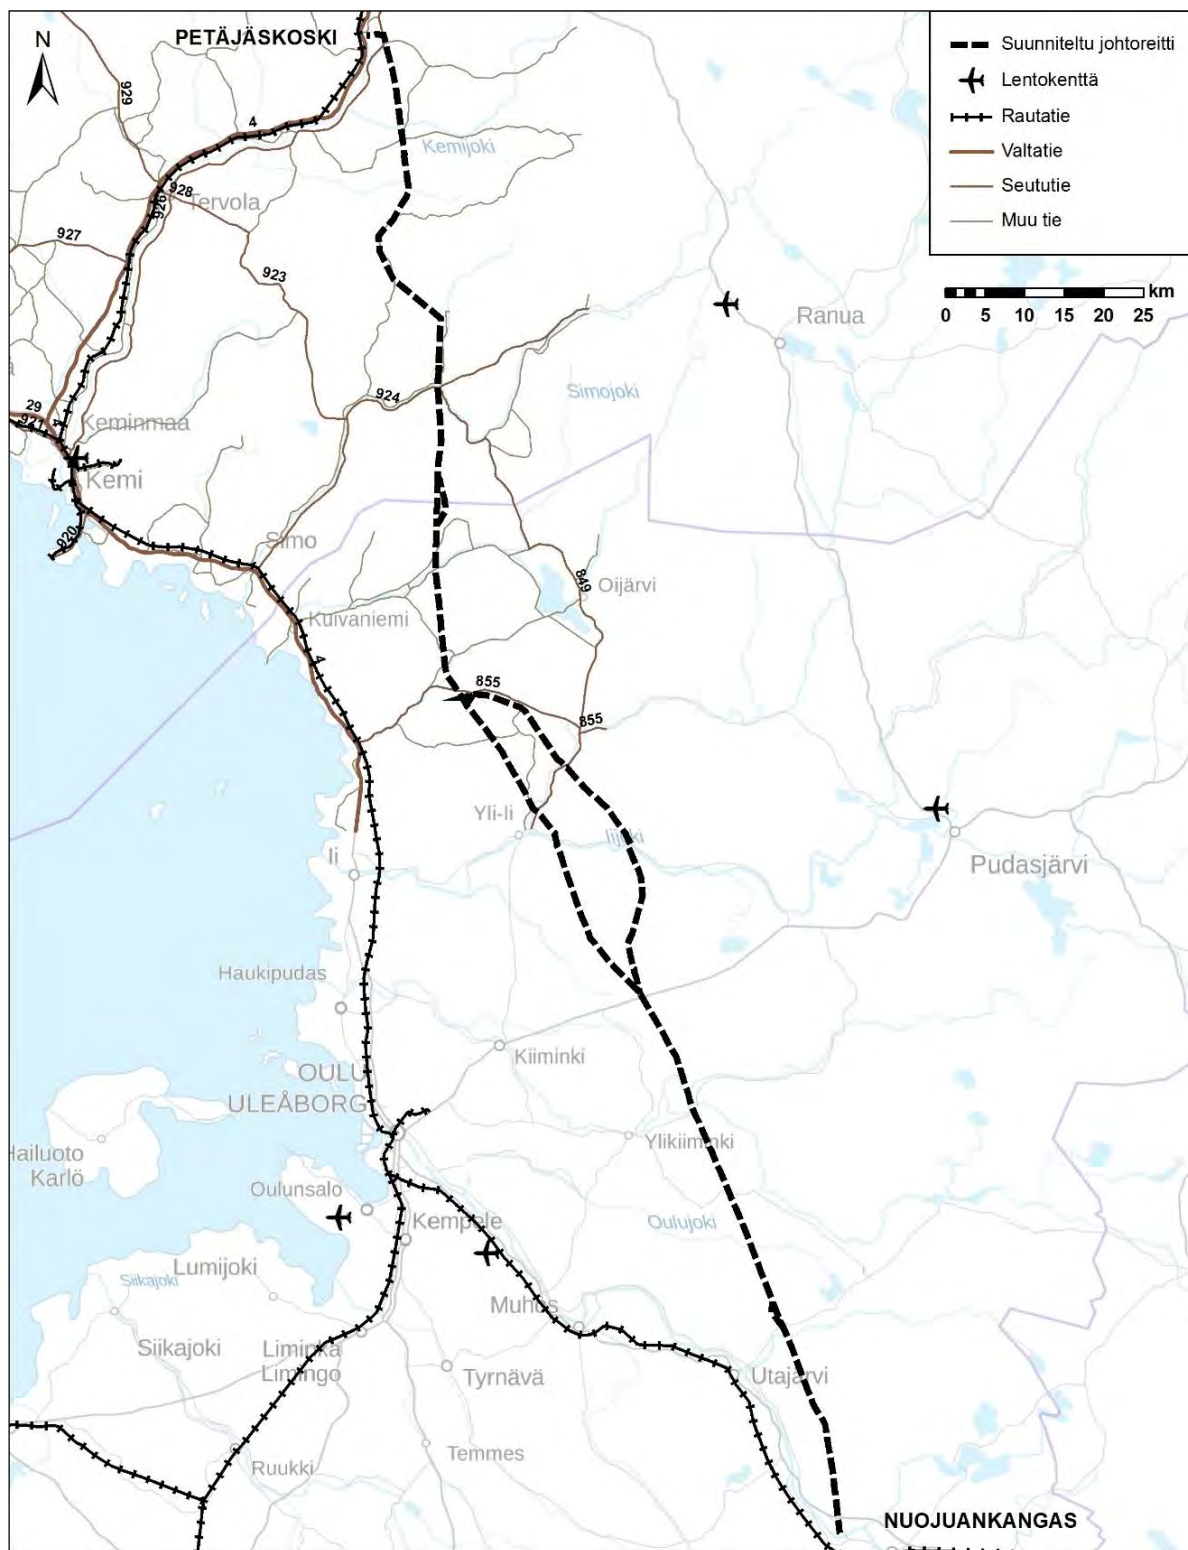 PETÄJÄSKOSKI
N
Suunniteltu johtoreitti
Lentokenttä
Rautatie
Valtatie
Seututie
Muu tie
km
0 5 10 15 20 25
929
4
Kemijoki
928
Tervola
926
927
923
Ranua
924
Simojoki
29
921
4
Keminmaa
Kemi
920
Simo
849
Oijärvi
Kuivaniemi
4
855
855
Yli-Ii
Iijoki
Pudasjärvi
Ii
Haukipudas
Kiiminki
OULU
ULEÅBORG
Ylikiiminki
Hailuoto
Karlö
Oulunsalo
Oulujoki
Kempele
Lumijoki
Siikajoki
Muhos
Siikajoki
Liminka
Limingo
Tyrnävä
Utajärvi
Temmes
Ruukki
NUOJUANKANGAS